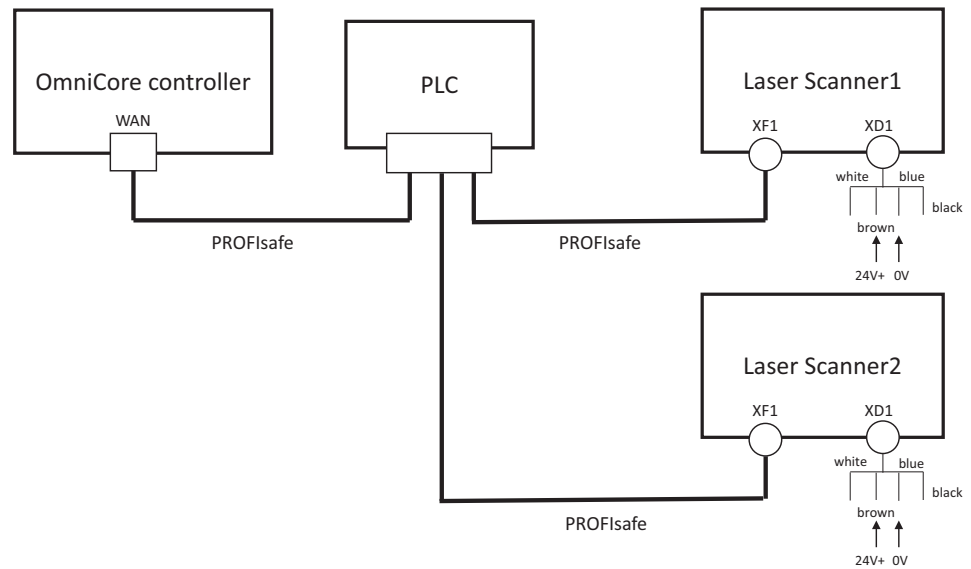 OmniCore controller
WAN
PLC
Laser Scanner1
XF1
XD1
white
blue
black
brown
24V+
0V
PROFIsafe
PROFIsafe
Laser Scanner2
XF1
XD1
white
blue
black
brown
24V+
0V
PROFIsafe